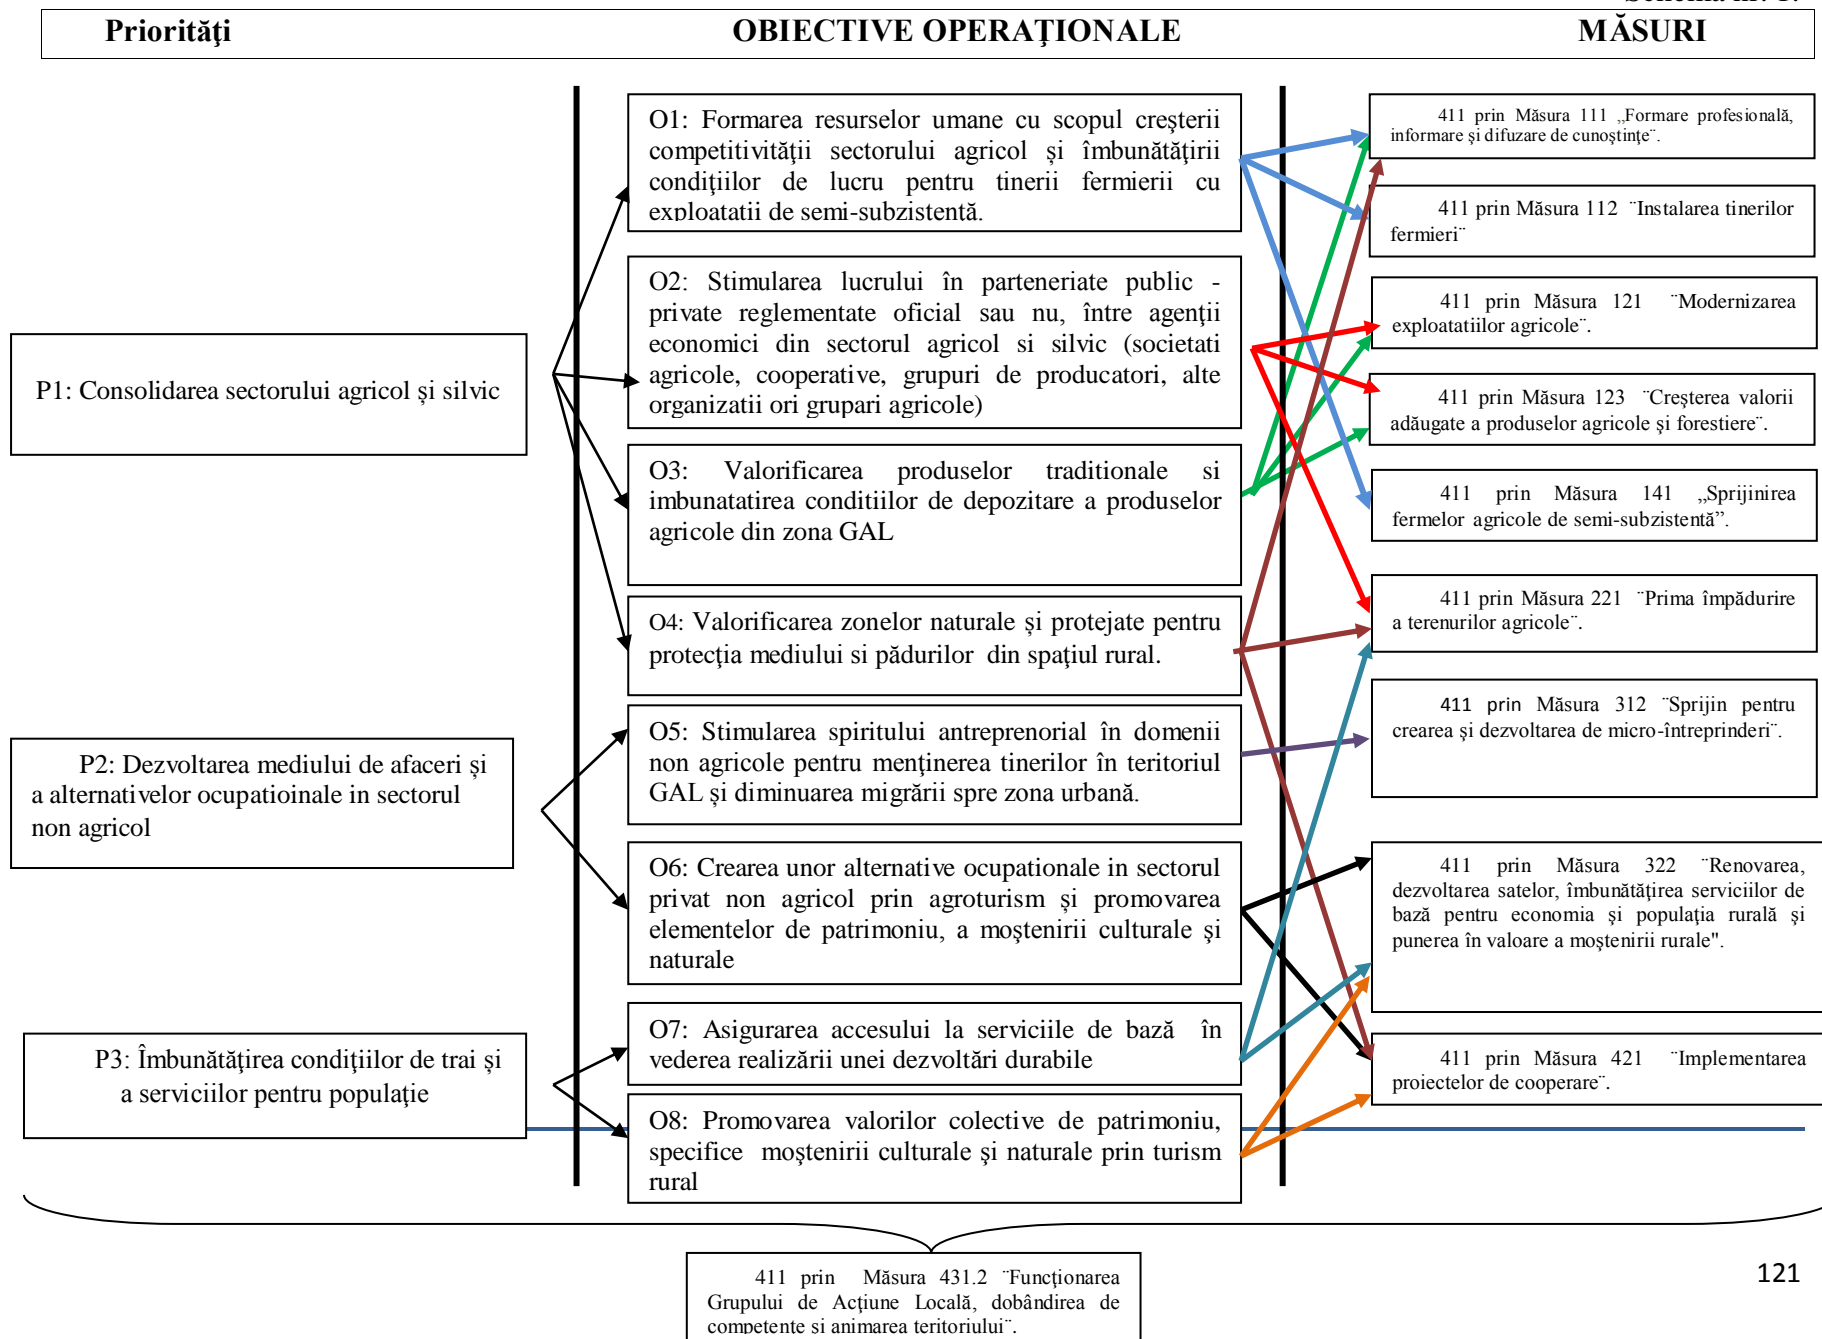 Schema nr. 1.
Priorităţi OBIECTIVE OPERAŢIONALE MĂSURI
P1: Consolidarea sectorului agricol și silvic
P2: Dezvoltarea mediului de afaceri și
a alternativelor ocupatioinale in sectorul
non agricol
P3: Îmbunătăţirea condiţiilor de trai și
a serviciilor pentru populaţie
O1: Formarea resurselor umane cu scopul creşterii
competitivităţii sectorului agricol și îmbunătăţirii
condiţiilor de lucru pentru tinerii fermierii cu
exploatatii de semi-subzistentă.
O2: Stimularea lucrului în parteneriate public -
private reglementate oficial sau nu, între agenţii
economici din sectorul agricol si silvic (societati
agricole, cooperative, grupuri de producatori, alte
organizatii ori grupari agricole)
O3: Valorificarea produselor traditionale si
imbunatatirea conditiilor de depozitare a produselor
agricole din zona GAL
O4: Valorificarea zonelor naturale și protejate pentru
protecţia mediului si pădurilor din spaţiul rural.
O5: Stimularea spiritului antreprenorial în domenii
non agricole pentru menţinerea tinerilor în teritoriul
GAL și diminuarea migrării spre zona urbană.
O6: Crearea unor alternative ocupationale in sectorul
privat non agricol prin agroturism și promovarea
elementelor de patrimoniu, a moştenirii culturale şi
naturale
O7: Asigurarea accesului la serviciile de bază în
vederea realizării unei dezvoltări durabile
O8: Promovarea valorilor colective de patrimoniu,
specifice moştenirii culturale şi naturale prin turism
rural
411 prin Măsura 111 „Formare profesională,
informare şi difuzare de cunoştinţe¨.
411 prin Măsura 112 ¨Instalarea tinerilor
fermieri¨
411 prin Măsura 121 ¨Modernizarea
exploatatiilor agricole¨.
411 prin Măsura 123 ¨Creşterea valorii
adăugate a produselor agricole şi forestiere¨.
411 prin Măsura 141 „Sprijinirea
fermelor agricole de semi-subzistentă”.
411 prin Măsura 221 ¨Prima împădurire
a terenurilor agricole¨.
411 prin Măsura 312 ¨Sprijin pentru
crearea şi dezvoltarea de micro-întreprinderi¨.
411 prin Măsura 322 ¨Renovarea,
dezvoltarea satelor, îmbunătăţirea serviciilor de
bază pentru economia şi populaţia rurală şi
punerea în valoare a moştenirii rurale".
411 prin Măsura 421 ¨Implementarea
proiectelor de cooperare¨.
411 prin Măsura 431.2 ¨Funcţionarea
Grupului de Acţiune Locală, dobândirea de
competente si animarea teritoriului¨.
121